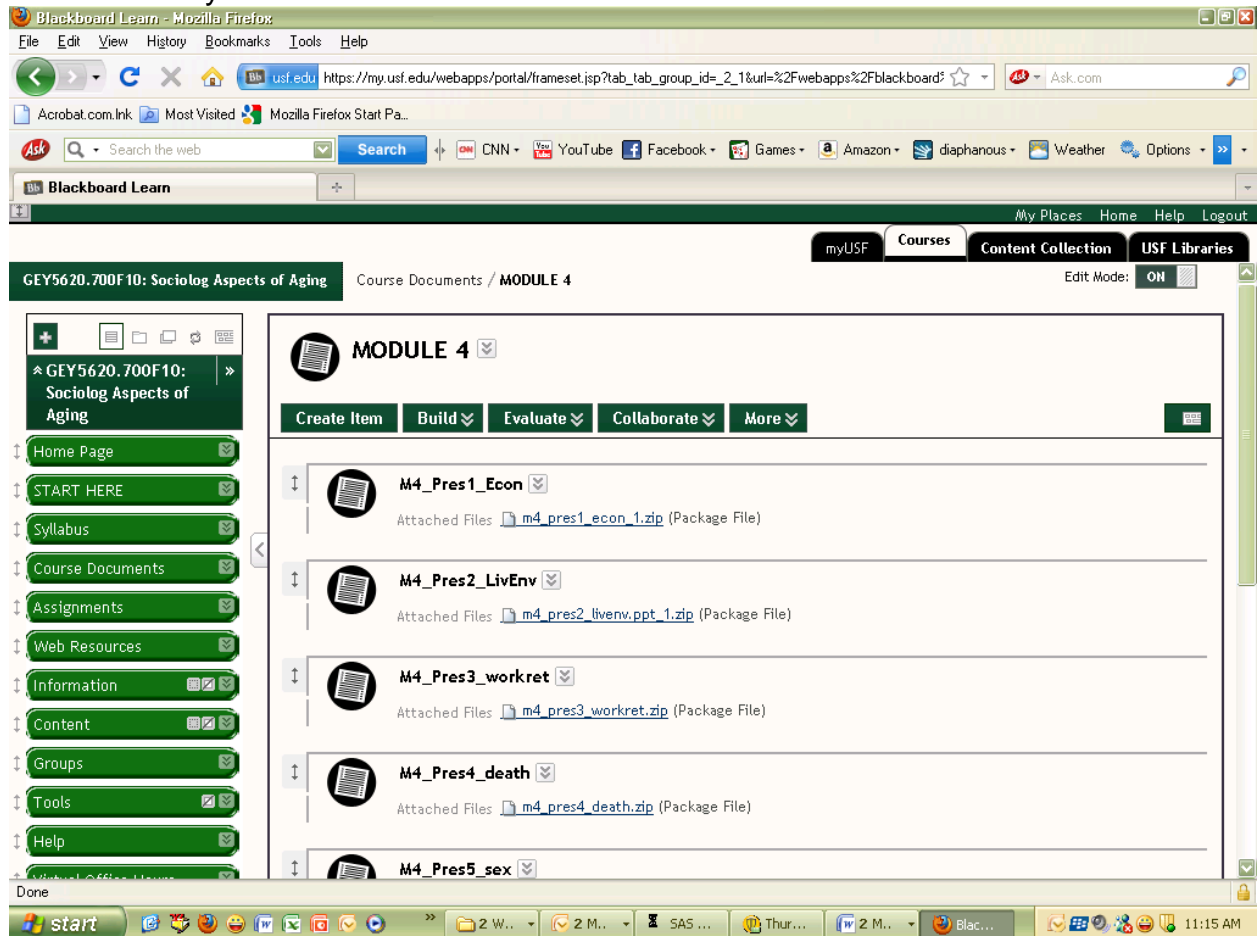 Blackboard Learn - Mozilla Firefox
File Edit View History Bookmarks Tools Help
Bb usf.edu https://my.usf.edu/webapps/portal/frameset.jsp?tab_tab_group_id=_2_1&url=%2Fwebapps%2Fblackboard% Ask.com
Acrobat.com.lnk Most Visited Mozilla Firefox Start Pa...
Ask Search the web Search CNN YouTube Facebook Games Amazon diaphanous Weather Options »
Bb Blackboard Learn
My Places Home Help Logout
myUSF Courses Content Collection USF Libraries
GEY5620.700F10: Sociolog Aspects of Aging Course Documents / MODULE 4 Edit Mode: ON
GEY5620.700F10:
Sociolog Aspects of
Aging
Home Page
START HERE
Syllabus
Course Documents
Assignments
Web Resources
Information
Content
Groups
Tools
Help
MODULE 4
Create Item Build Evaluate Collaborate More
M4_Pres1_Econ
Attached Files m4_pres1_econ_1.zip (Package File)
M4_Pres2_LivEnv
Attached Files m4_pres2_livenv.ppt_1.zip (Package File)
M4_Pres3_workret
Attached Files m4_pres3_workret.zip (Package File)
M4_Pres4_death
Attached Files m4_pres4_death.zip (Package File)
M4_Pres5_sex
Done
start » 2 W... 2 M... SAS ... Thur... 2 M... Blac... 11:15 AM